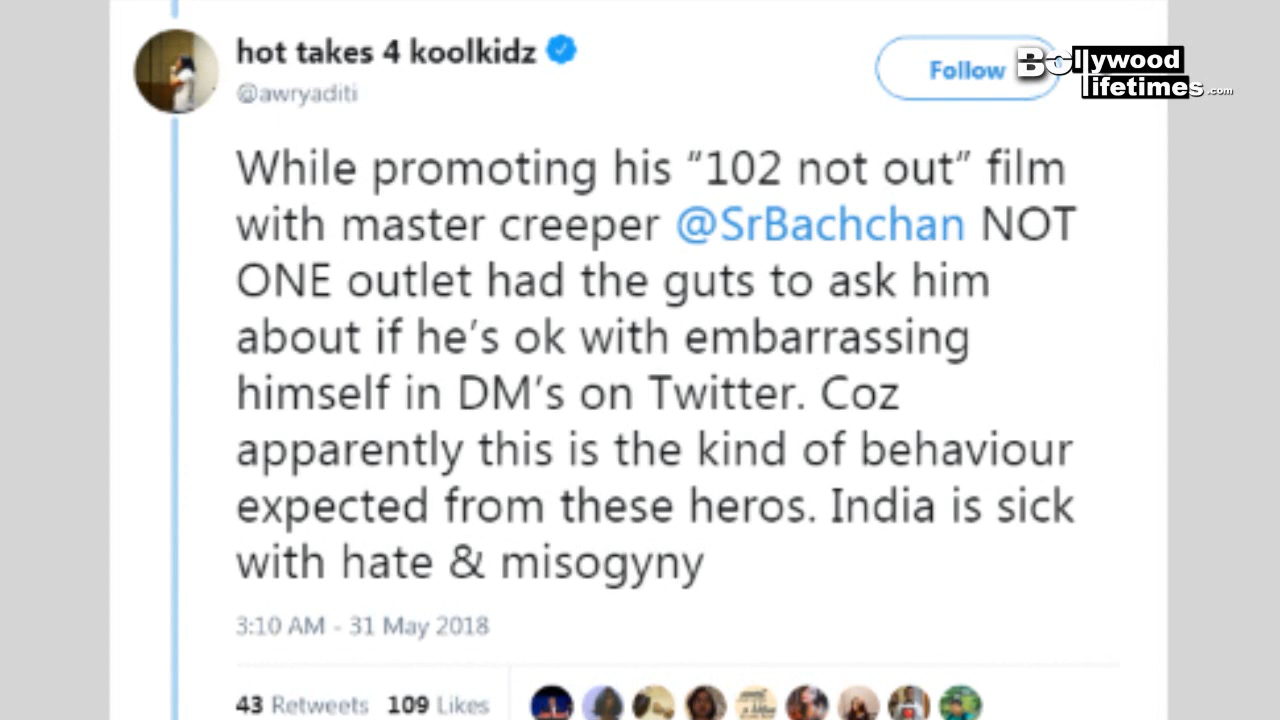 hot takes 4 koolkidz
@awryaditi
Follow
Bollywood
lifetimes.com
While promoting his “102 not out” film
with master creeper @SrBachchan NOT
ONE outlet had the guts to ask him
about if he’s ok with embarrassing
himself in DM’s on Twitter. Coz
apparently this is the kind of behaviour
expected from these heros. India is sick
with hate & misogyny
3:10 AM - 31 May 2018
43 Retweets 109 Likes